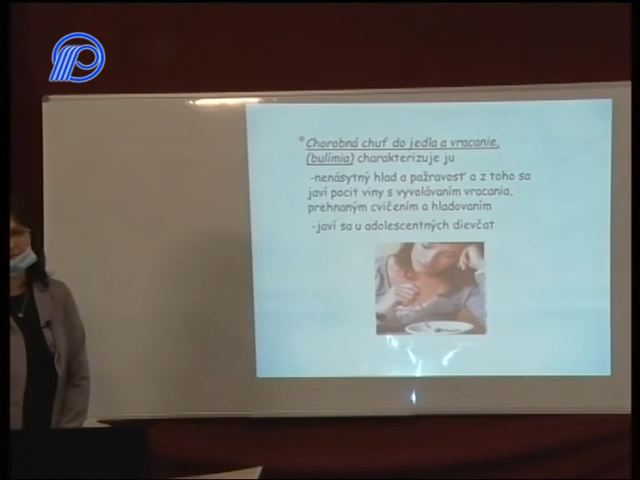 * Chorobná chuť do jedla a vracanie,
(bulímia) charakterizuje ju
-nenásytný hlad a pažravosť a z toho sa
javí pocit viny s vyvolávaním vracania,
prehnaným cvičením a hladovaním
-javí sa u adolescentných dievčat